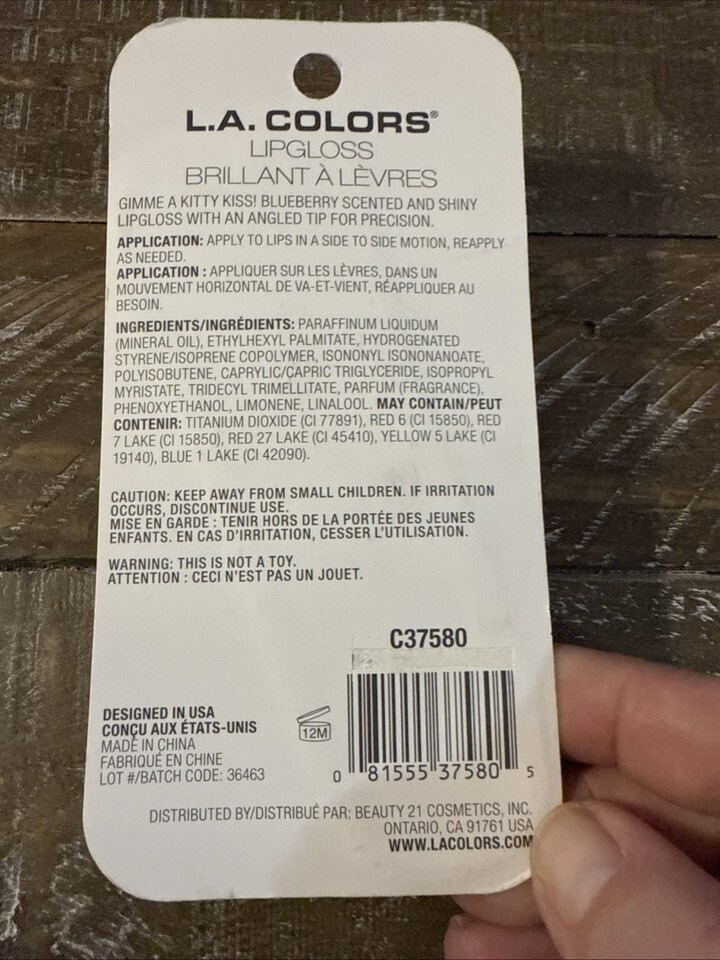 L.A. COLORS®
LIPGLOSS
BRILLANT À LÈVRES
GIMME A KITTY KISS! BLUEBERRY SCENTED AND SHINY
LIPGLOSS WITH AN ANGLED TIP FOR PRECISION.
APPLICATION: APPLY TO LIPS IN A SIDE TO SIDE MOTION, REAPPLY
AS NEEDED.
APPLICATION : APPLIQUER SUR LES LÈVRES, DANS UN
MOUVEMENT HORIZONTAL DE VA-ET-VIENT, RÉAPPLIQUER AU
BESOIN.
INGREDIENTS/INGRÉDIENTS: PARAFFINUM LIQUIDUM
(MINERAL OIL), ETHYLHEXYL PALMITATE, HYDROGENATED
STYRENE/ISOPRENE COPOLYMER, ISONONYL ISONONANOATE,
POLYISOBUTENE, CAPRYLIC/CAPRIC TRIGLYCERIDE, ISOPROPYL
MYRISTATE, TRIDECYL TRIMELLITATE, PARFUM (FRAGRANCE),
PHENOXYETHANOL, LIMONENE, LINALOOL. MAY CONTAIN/PEUT
CONTENIR: TITANIUM DIOXIDE (CI 77891), RED 6 (CI 15850), RED
7 LAKE (CI 15850), RED 27 LAKE (CI 45410), YELLOW 5 LAKE (CI
19140), BLUE 1 LAKE (CI 42090).
CAUTION: KEEP AWAY FROM SMALL CHILDREN. IF IRRITATION
OCCURS, DISCONTINUE USE.
MISE EN GARDE : TENIR HORS DE LA PORTÉE DES JEUNES
ENFANTS. EN CAS D'IRRITATION, CESSER L'UTILISATION.
WARNING: THIS IS NOT A TOY.
ATTENTION : CECI N'EST PAS UN JOUET.
C37580
DESIGNED IN USA
CONÇU AUX ÉTATS-UNIS
MADE IN CHINA
FABRIQUÉ EN CHINE
LOT #/BATCH CODE: 36463
12M
0 81555 37580 5
DISTRIBUTED BY/DISTRIBUÉ PAR: BEAUTY 21 COSMETICS, INC.
ONTARIO, CA 91761 USA
WWW.LACOLORS.COM